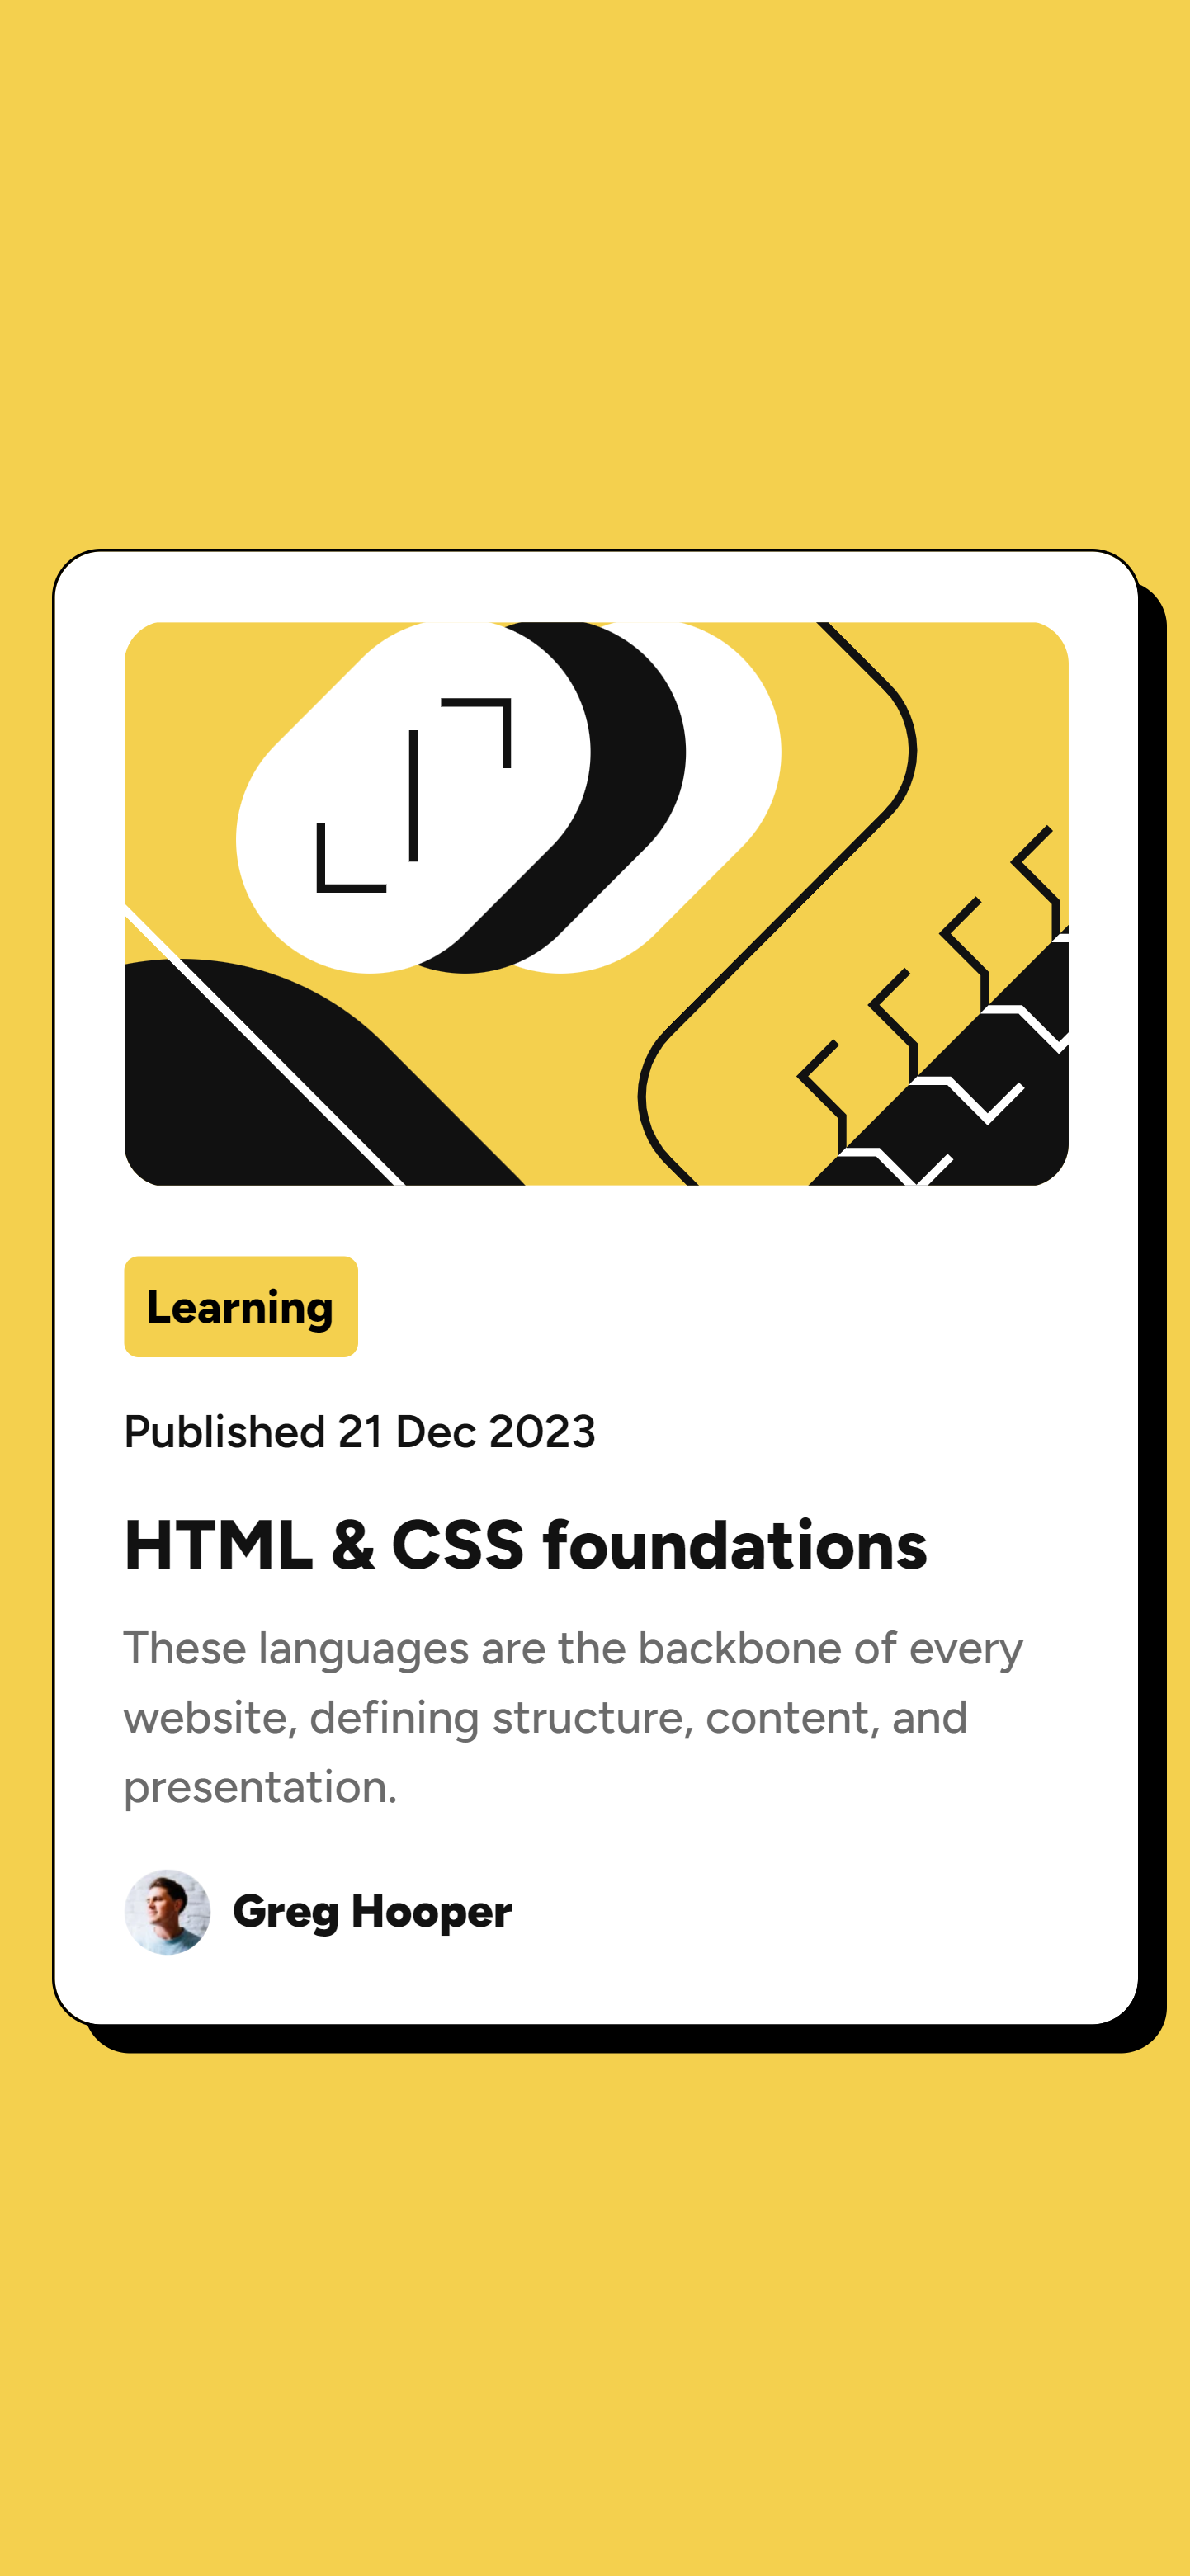 Learning
Published 21 Dec 2023
HTML & CSS foundations
These languages are the backbone of every
website, defining structure, content, and
presentation.
Greg Hooper